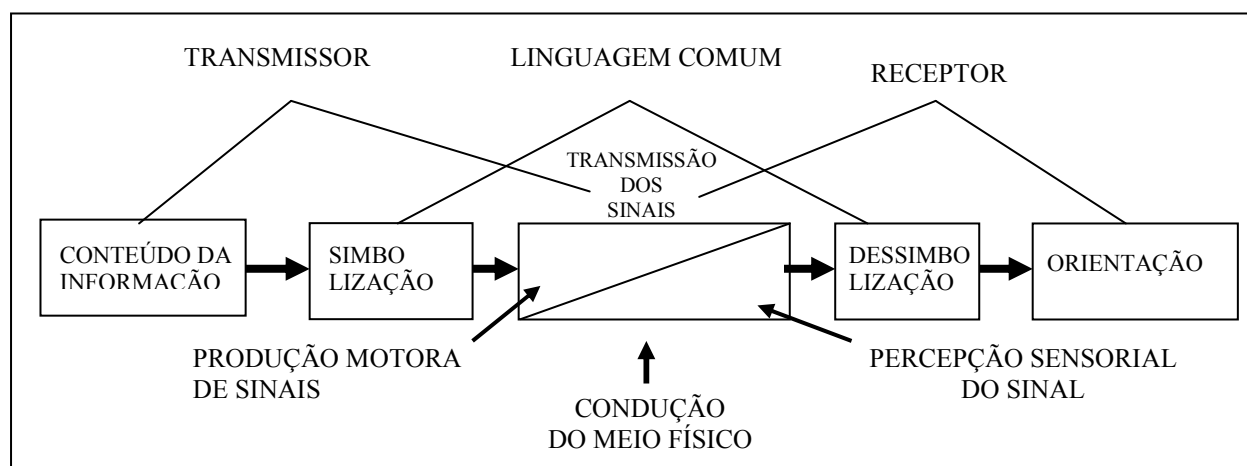 TRANSMISSOR
LINGUAGEM COMUM
RECEPTOR
TRANSMISSÃO
DOS
SINAIS
CONTEÚDO DA
INFORMAÇÃO
SIMBO
LIZAÇÃO
DESSIMBO
LIZAÇÃO
ORIENTAÇÃO
PRODUÇÃO MOTORA
DE SINAIS
CONDUÇÃO
DO MEIO FÍSICO
PERCEPÇÃO SENSORIAL
DO SINAL